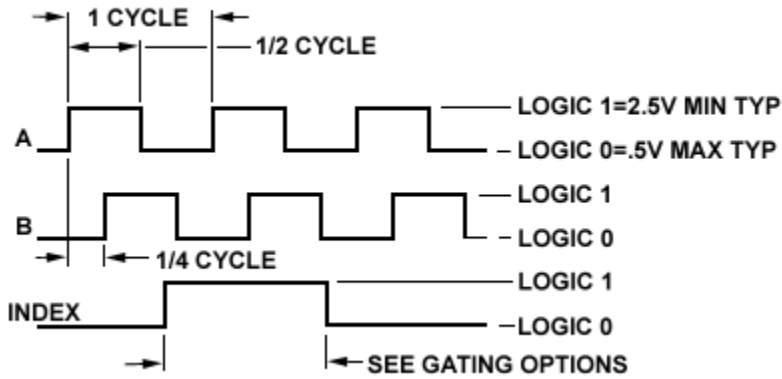 1 CYCLE
1/2 CYCLE
A
LOGIC 1=2.5V MIN TYP
LOGIC 0=.5V MAX TYP
B
LOGIC 1
LOGIC 0
1/4 CYCLE
INDEX
LOGIC 1
LOGIC 0
SEE GATING OPTIONS